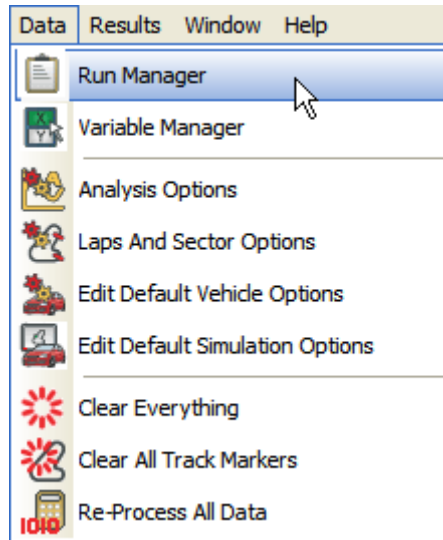 Data Results Window Help
Run Manager
X
Y
Variable Manager
Analysis Options
Laps And Sector Options
Edit Default Vehicle Options
Edit Default Simulation Options
Clear Everything
Clear All Track Markers
1010
Re-Process All Data